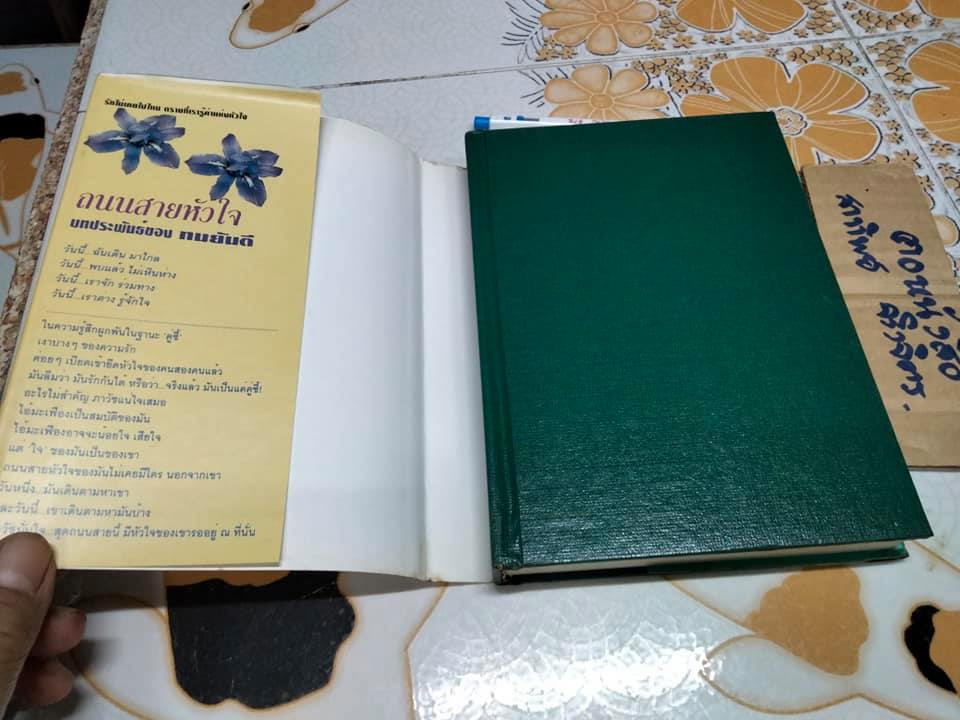 รักไม่เคยไปไหน ตราบที่เรารู้ค่าแห่งหัวใจ
ถนนสายหัวใจ
บทประพันธ์ของ ทมยันตี
วันนี้...ฉันเดิน มาไกล
วันนี้...พบแล้ว ไม่เหินห่าง
วันนี้...เราจัก รวมทาง
วันนี้...เราต่าง รู้จักใจ
ในความรู้สึกผูกพันในฐานะ 'คู่ซี้'
เงาบางๆ ของความรัก
ค่อยๆ เบียดเข้ายึดหัวใจของคนสองคนแล้ว
มันลืมว่า มันรักกันได้ หรือว่า...จริงแล้ว มันเป็นแค่คู่ซี้!
อะไรไม่สำคัญ ภาวัชแน่ใจเสมอ
ไอ้มะเฟืองเป็นสมบัติของมัน
ไอ้มะเฟืองอาจจะน้อยใจ เสียใจ
แต่ 'ใจ' ของมันเป็นของเขา
ถนนสายหัวใจของมันไม่เคยมีใคร นอกจากเขา
วันหนึ่ง...มันเดินตามหาเขา
ละวันนี้...เขาเดินตามหามันบ้าง
วัชมั่นใจ...สุดถนนสายนี้ มีหัวใจของเขารออยู่ ณ ที่นั่น